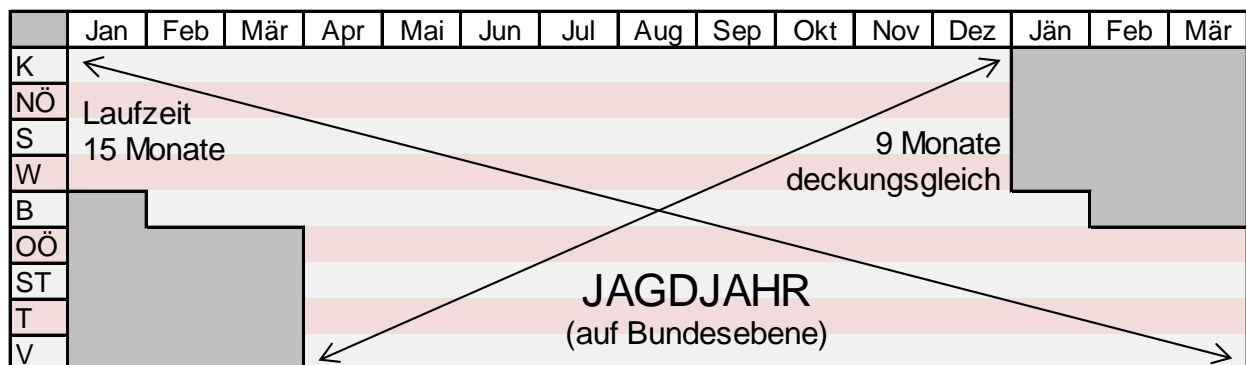 Jan Feb Mär Apr Mai Jun Jul Aug Sep Okt Nov Dez Jän Feb Mär
K
NÖ
S
W
B
OÖ
ST
T
V
Laufzeit
15 Monate
9 Monate
deckungsgleich
JAGDJAHR
(auf Bundesebene)